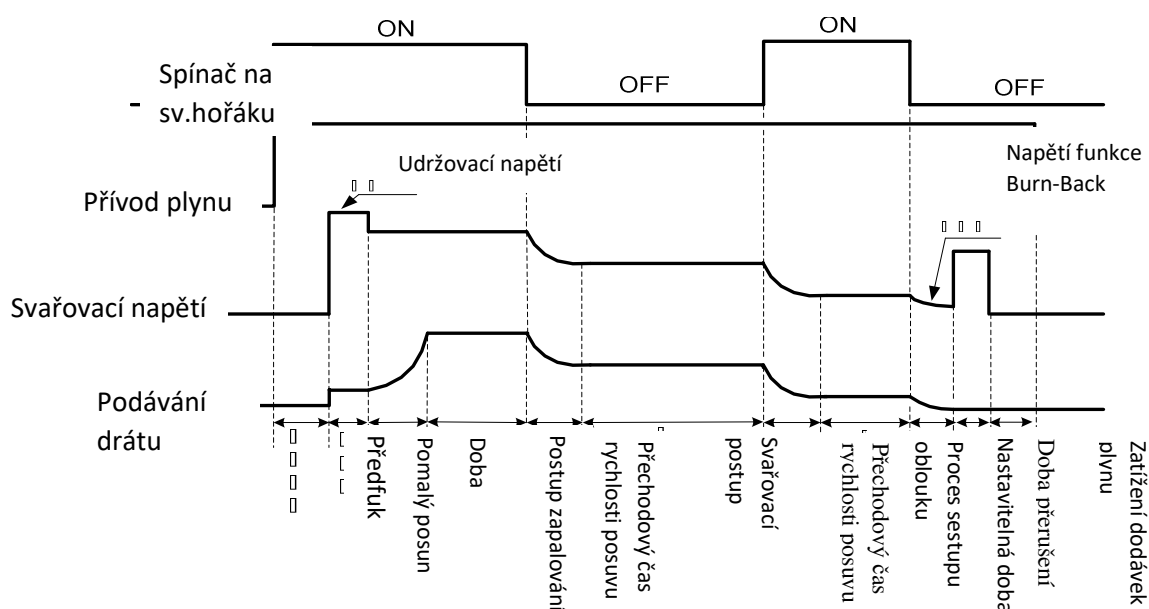 ON
ON
Spínač na
sv.hořáku
OFF
OFF
Udržovací napětí
Napětí funkce
Burn-Back
Přívod plynu
Svařovací napětí
Podávání
drátu
Předfuk
Pomalý posun
Doba
Postup zapalování
rychlosti posuvu
Přechodový čas
postup
Svařovací
Přechodový čas
rychlosti posuvu
oblouku
Proces sestupu
Nastavitelná doba
Doba přerušení
plynu
Zatížení dodávek